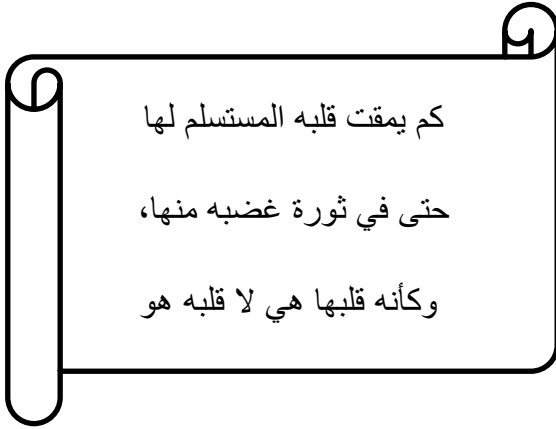 كم يمقت قلبه المستسلم لها
حتى في ثورة غضبه منها،
وكأنه قلبها هي لا قلبه هو